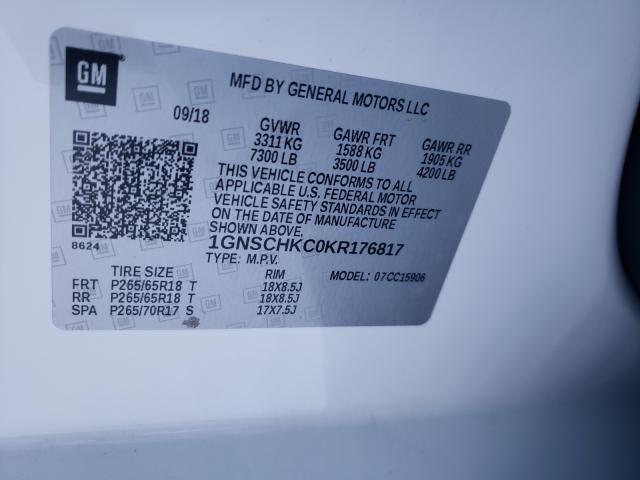 GM
MFD BY GENERAL MOTORS LLC
09/18
GVWR GAWR FRT GAWR RR
3311 KG 1588 KG 1905 KG
7300 LB 3500 LB 4200 LB
THIS VEHICLE CONFORMS TO ALL
APPLICABLE U.S. FEDERAL MOTOR
VEHICLE SAFETY STANDARDS IN EFFECT
ON THE DATE OF MANUFACTURE
SHOWN ABOVE.
8624
1GNSCHKC0KR176817
TYPE: M.P.V. MODEL: 07CC15906
TIRE SIZE RIM
FRT P265/65R18 T 18X8.5J
RR P265/65R18 T 18X8.5J
SPA P265/70R17 S 17X7.5J